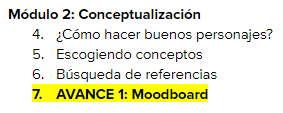 Módulo 2: Conceptualización
4. ¿Cómo hacer buenos personajes?
5. Escogiendo conceptos
6. Búsqueda de referencias
7. AVANCE 1: Moodboard